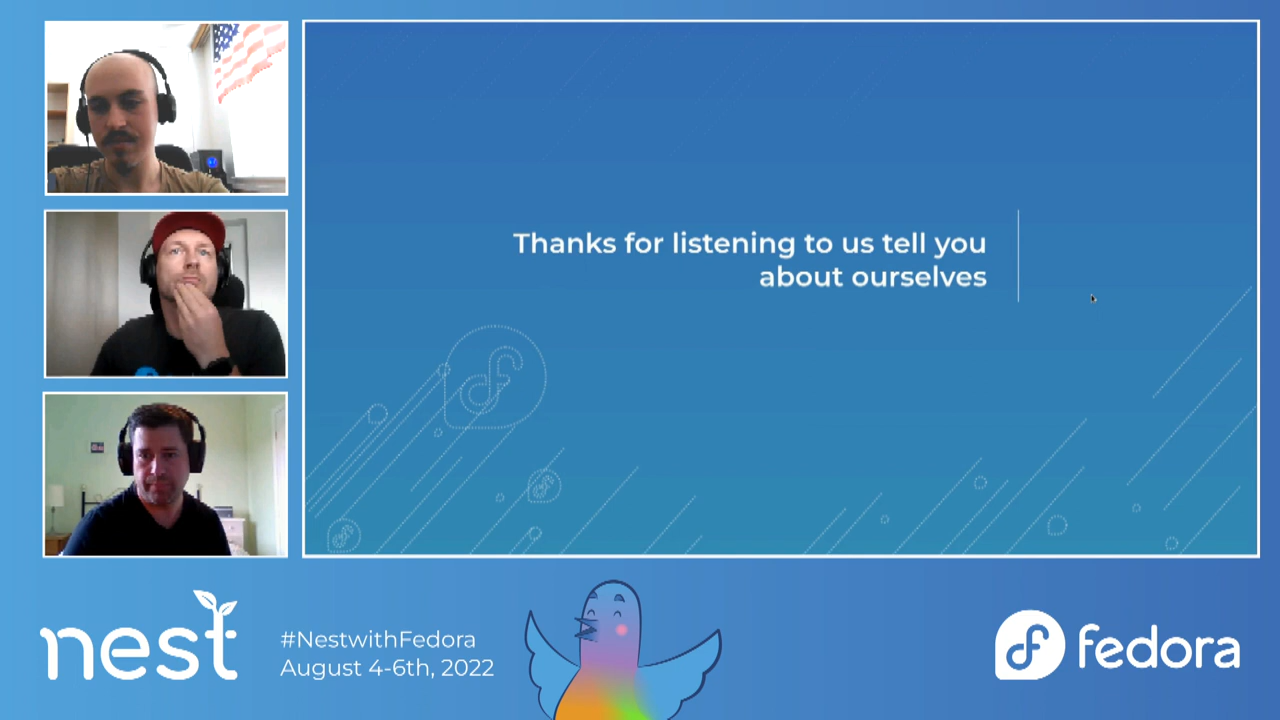 Thanks for listening to us tell you
about ourselves
nest
#NestwithFedora
August 4-6th, 2022
fedora